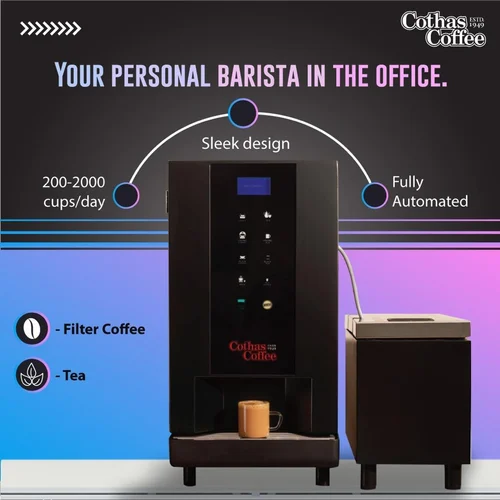 Cothas ESTD.
Coffee 1949
YOUR PERSONAL BARISTA IN THE OFFICE.
Sleek design
200-2000
cups/day
Fully
Automated
- Filter Coffee
- Tea
Cothas
Coffee